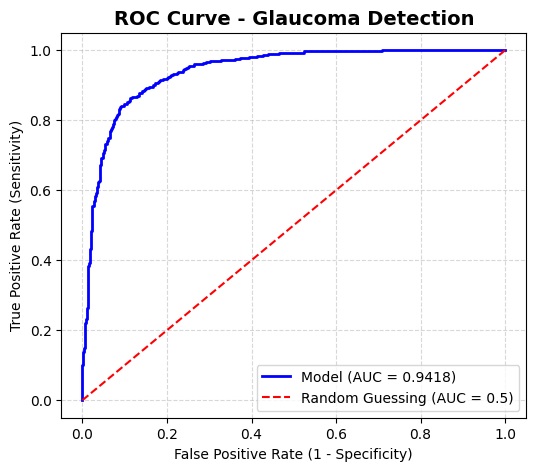 ROC Curve - Glaucoma Detection
True Positive Rate (Sensitivity)
1.0
0.8
0.6
0.4
0.2
0.0
Model (AUC = 0.9418)
Random Guessing (AUC = 0.5)
0.0 0.2 0.4 0.6 0.8 1.0
False Positive Rate (1 - Specificity)